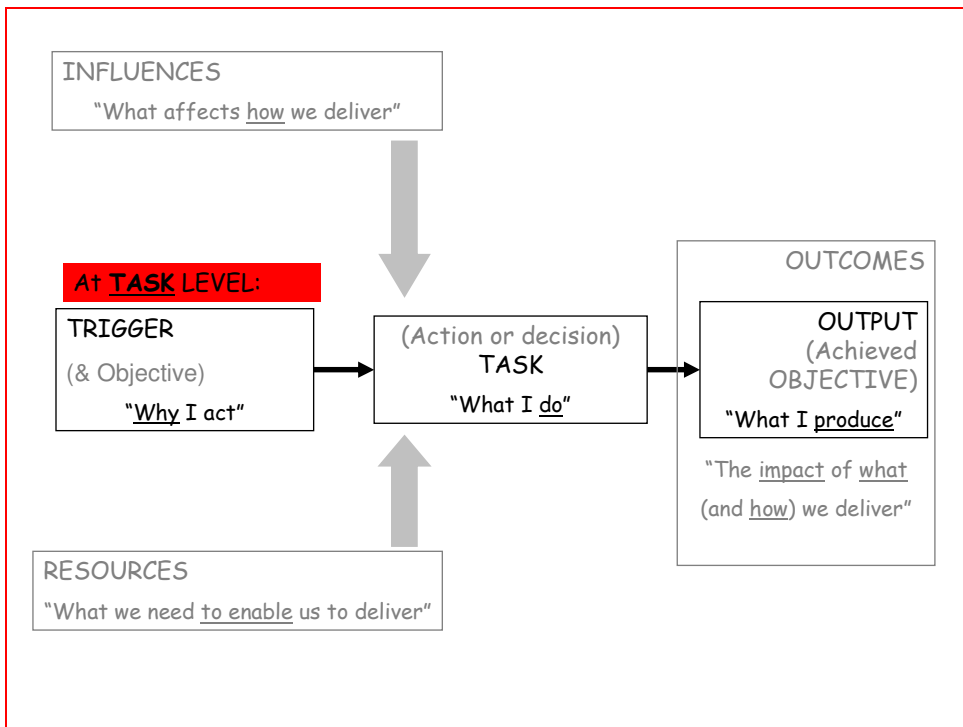 INFLUENCES
“What affects how we deliver”
At TASK LEVEL:
TRIGGER
(& Objective)
“Why I act”
(Action or decision)
TASK
“What I do”
OUTCOMES
OUTPUT
(Achieved
OBJECTIVE)
“What I produce”
“The impact of what
(and how) we deliver”
RESOURCES
“What we need to enable us to deliver”